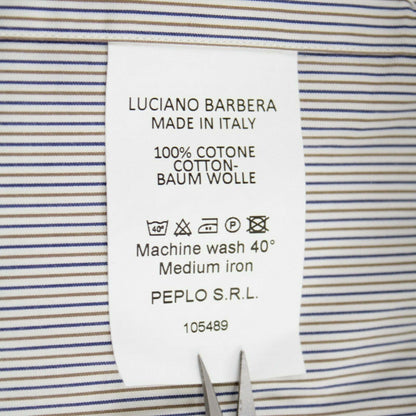 LUCIANO BARBERA
MADE IN ITALY
100% COTONE
COTTON-
BAUM WOLLE
40° P
Machine wash 40°
Medium iron
PEPLO S.R.L.
105489